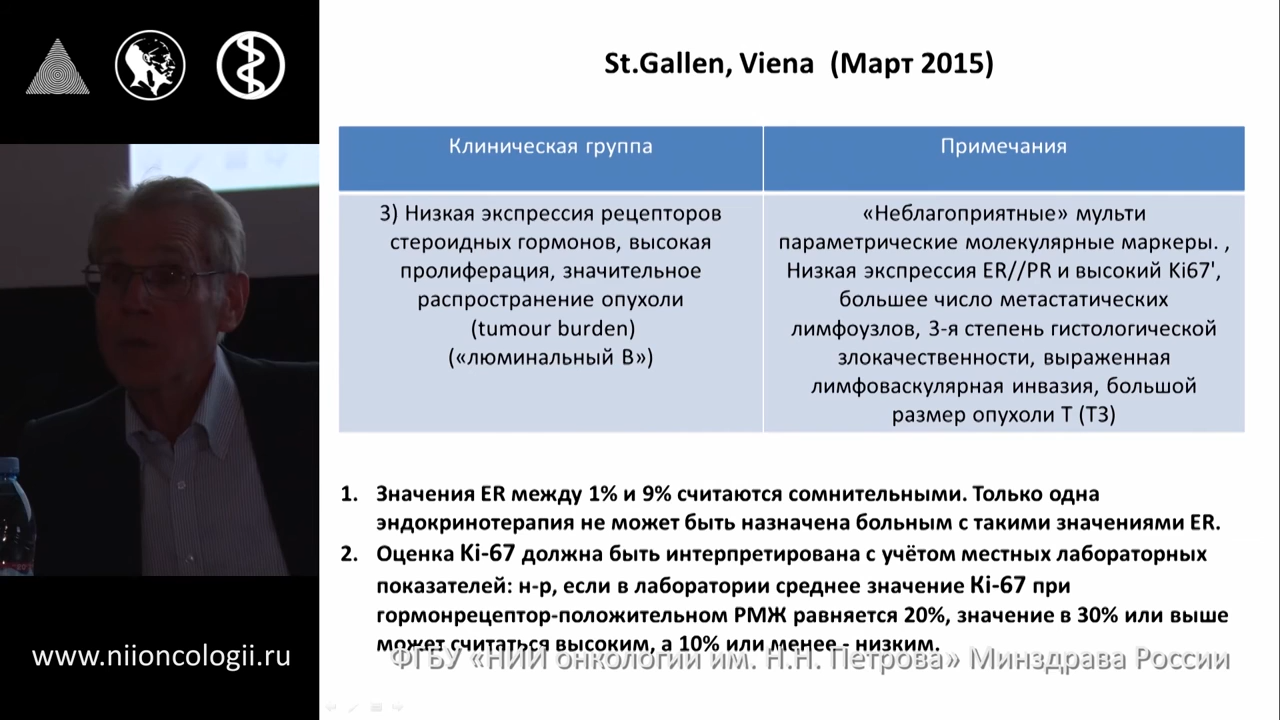 St.Gallen, Viena (Март 2015)
Клиническая группа
Примечания
3) Низкая экспрессия рецепторов
стероидных гормонов, высокая
пролиферация, значительное
распространение опухоли
(tumour burden)
(«люминальный В»)
«Неблагоприятные» мульти
параметрические молекулярные маркеры. ,
Низкая экспрессия ER//PR и высокий Ki67',
большее число метастатических
лимфоузлов, 3-я степень гистологической
злокачественности, выраженная
лимфоваскулярная инвазия, большой
размер опухоли Т (Т3)
1. Значения ER между 1% и 9% считаются сомнительными. Только одна
эндокринотерапия не может быть назначена больным с такими значениями ER.
2. Оценка Ki-67 должна быть интерпретирована с учётом местных лабораторных
показателей: н-р, если в лаборатории среднее значение Ki-67 при
гормонрецептор-положительном РМЖ равняется 20%, значение в 30% или выше
может считаться высоким, а 10% или менее - низким.
www.niioncologii.ru
ФГБУ «НИИ онкологии им. Н.Н. Петрова» Минздрава России